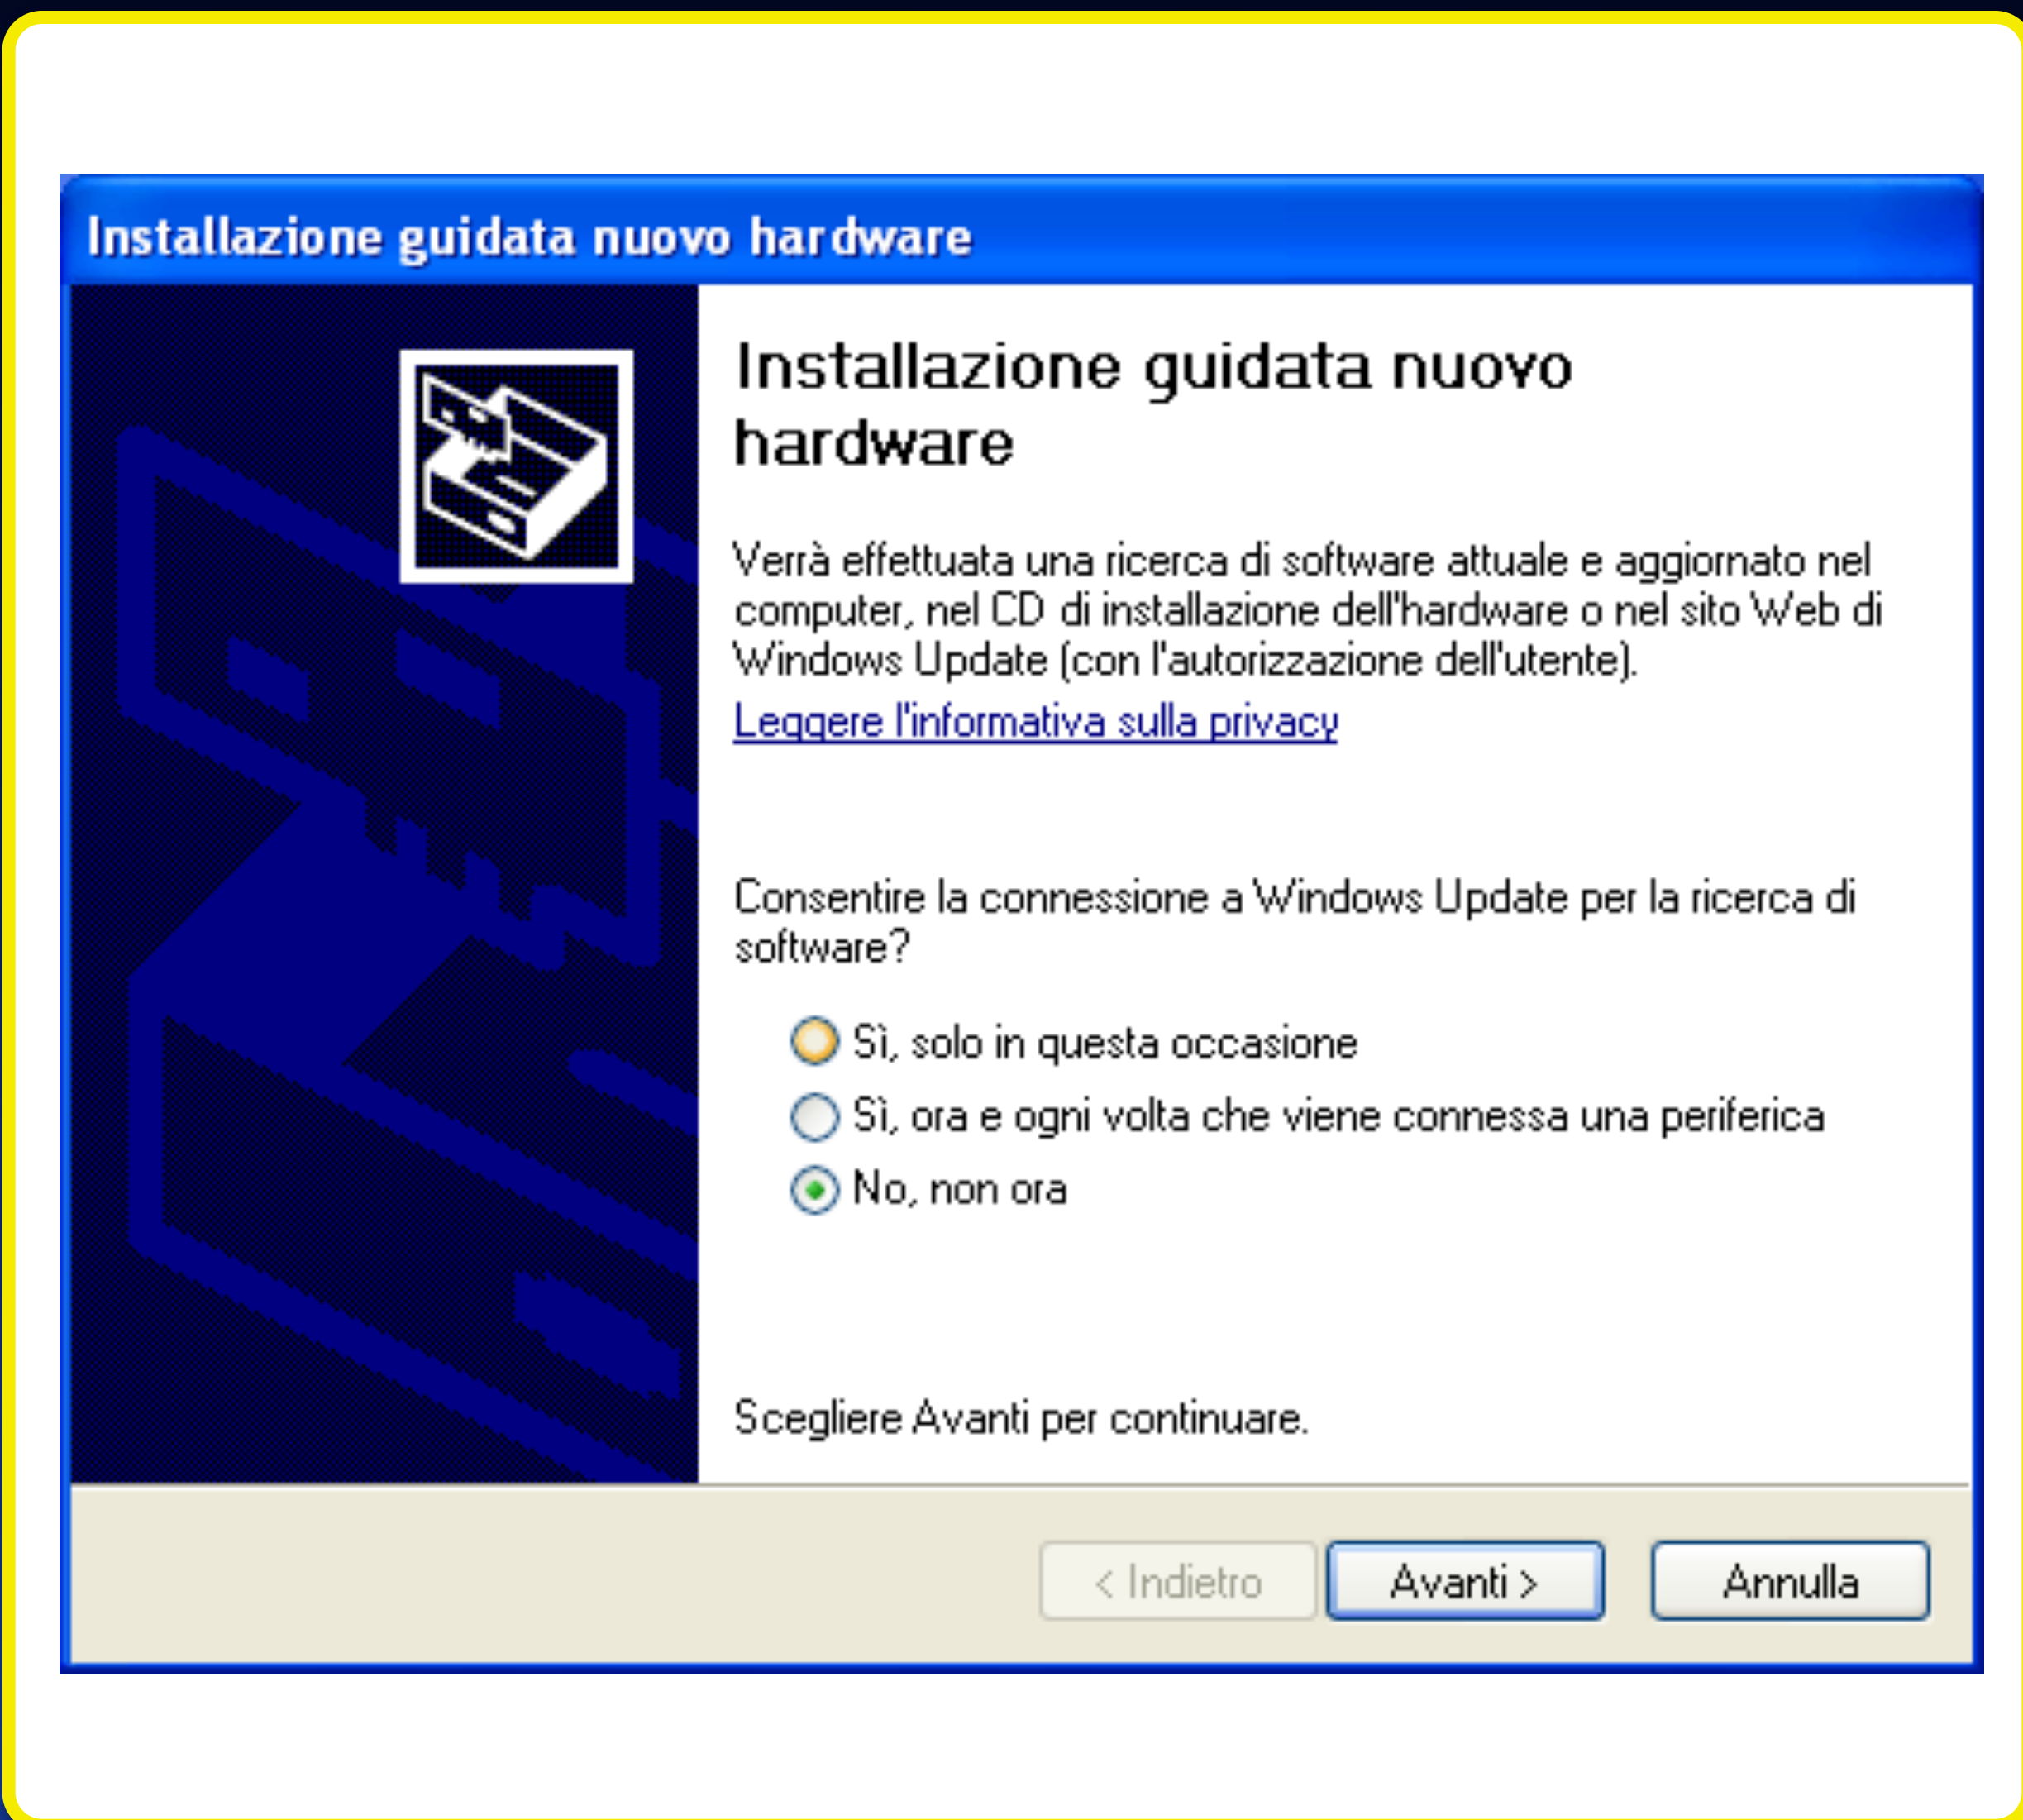 Installazione guidata nuovo hardware
Installazione guidata nuovo
hardware
Verrà effettuata una ricerca di software attuale e aggiornato nel
computer, nel CD di installazione dell'hardware o nel sito Web di
Windows Update (con l'autorizzazione dell'utente).
Leggere l'informativa sulla privacy
Consentire la connessione a Windows Update per la ricerca di
software?
Sì, solo in questa occasione
Sì, ora e ogni volta che viene connessa una periferica
No, non ora
Scegliere Avanti per continuare.
< Indietro Avanti > Annulla